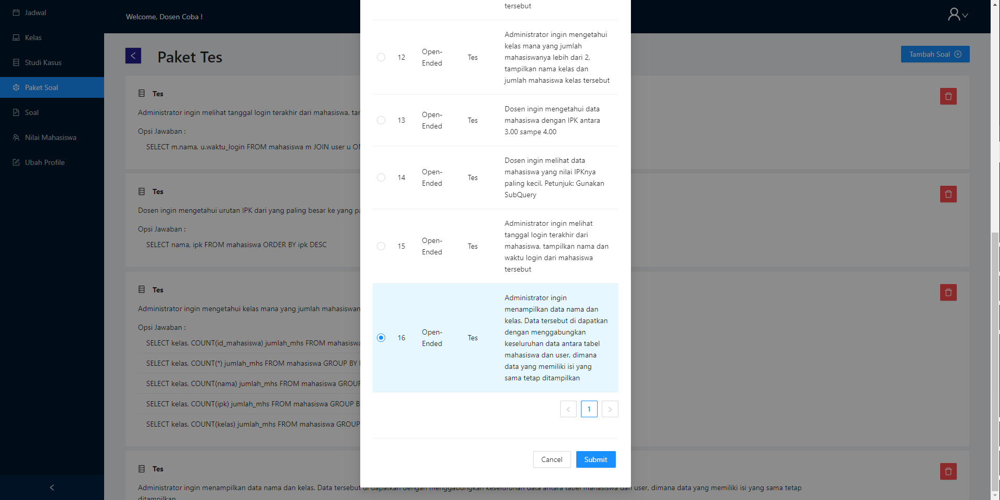 Jadwal
Kelas
Studi Kasus
Paket Soal
Soal
Nilai Mahasiswa
Ubah Profile
Welcome, Dosen Coba !
Paket Tes
Tambah Soal
Tes
Administrator ingin melihat tanggal login terakhir dari mahasiswa,
Opsi Jawaban :
SELECT m.nama, u.waktu_login FROM mahasiswa m JOIN user u
Tes
Dosen ingin mengetahui urutan IPK dari yang paling besar ke yang
Opsi Jawaban :
SELECT nama, ipk FROM mahasiswa ORDER BY ipk DESC
Tes
Administrator ingin mengetahui kelas mana yang jumlah
Opsi Jawaban :
SELECT kelas, COUNT(id_mahasiswa) jumlah_mhs FROM
SELECT kelas, COUNT(*) jumlah_mhs FROM mahasiswa GROUP BY
SELECT kelas, COUNT(nama) jumlah_mhs FROM mahasiswa
SELECT kelas, COUNT(ipk) jumlah_mhs FROM mahasiswa GROUP
SELECT kelas, COUNT(kelas) jumlah_mhs FROM mahasiswa GROUP
Tes
Administrator ingin menampilkan data nama dan kelas. Data tersebut di dapatkan dengan menggabungkan keseluruhan data antara tabel mahasiswa dan user, dimana data yang memiliki isi yang sama tetap
ditampilkan
tersebut
12
Open-
Ended
Tes
Administrator ingin mengetahui
kelas mana yang jumlah
mahasiswanya lebih dari 2,
tampilkan nama kelas dan
jumlah mahasiswa kelas tersebut
13
Open-
Ended
Tes
Dosen ingin mengetahui data
mahasiswa dengan IPK antara
3.00 sampe 4.00
14
Open-
Ended
Tes
Dosen ingin melihat data
mahasiswa yang nilai IPKnya
paling kecil. Petunjuk: Gunakan
SubQuery
15
Open-
Ended
Tes
Administrator ingin melihat
tanggal login terakhir dari
mahasiswa, tampilkan nama dan
waktu login dari mahasiswa
tersebut
16
Open-
Ended
Tes
Administrator ingin
menampilkan data nama dan
kelas. Data tersebut di dapatkan
dengan menggabungkan
keseluruhan data antara tabel
mahasiswa dan user, dimana
data yang memiliki isi yang
sama tetap ditampilkan
1
Cancel
Submit